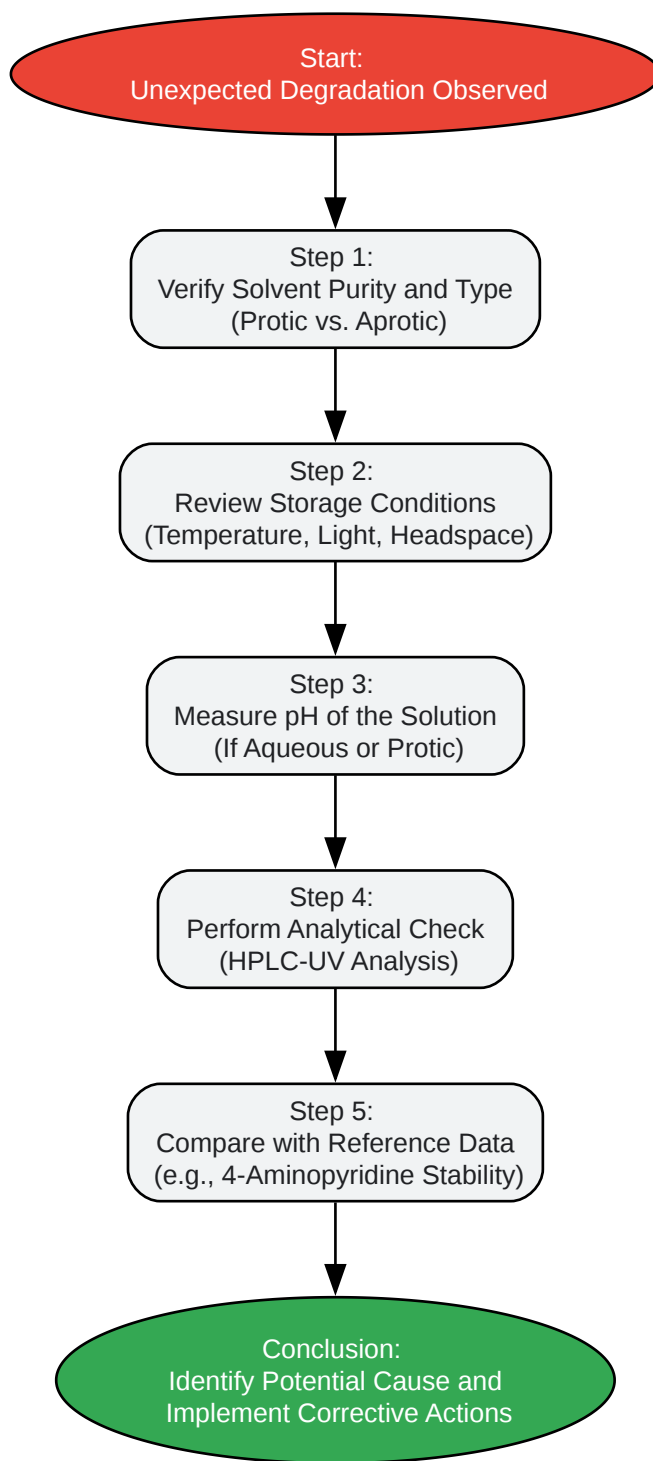 Start:
Unexpected Degradation Observed
Step 1:
Verify Solvent Purity and Type
(Protic vs. Aprotic)
Step 2:
Review Storage Conditions
(Temperature, Light, Headspace)
Step 3:
Measure pH of the Solution
(If Aqueous or Protic)
Step 4:
Perform Analytical Check
(HPLC-UV Analysis)
Step 5:
Compare with Reference Data
(e.g., 4-Aminopyridine Stability)
Conclusion:
Identify Potential Cause and
Implement Corrective Actions